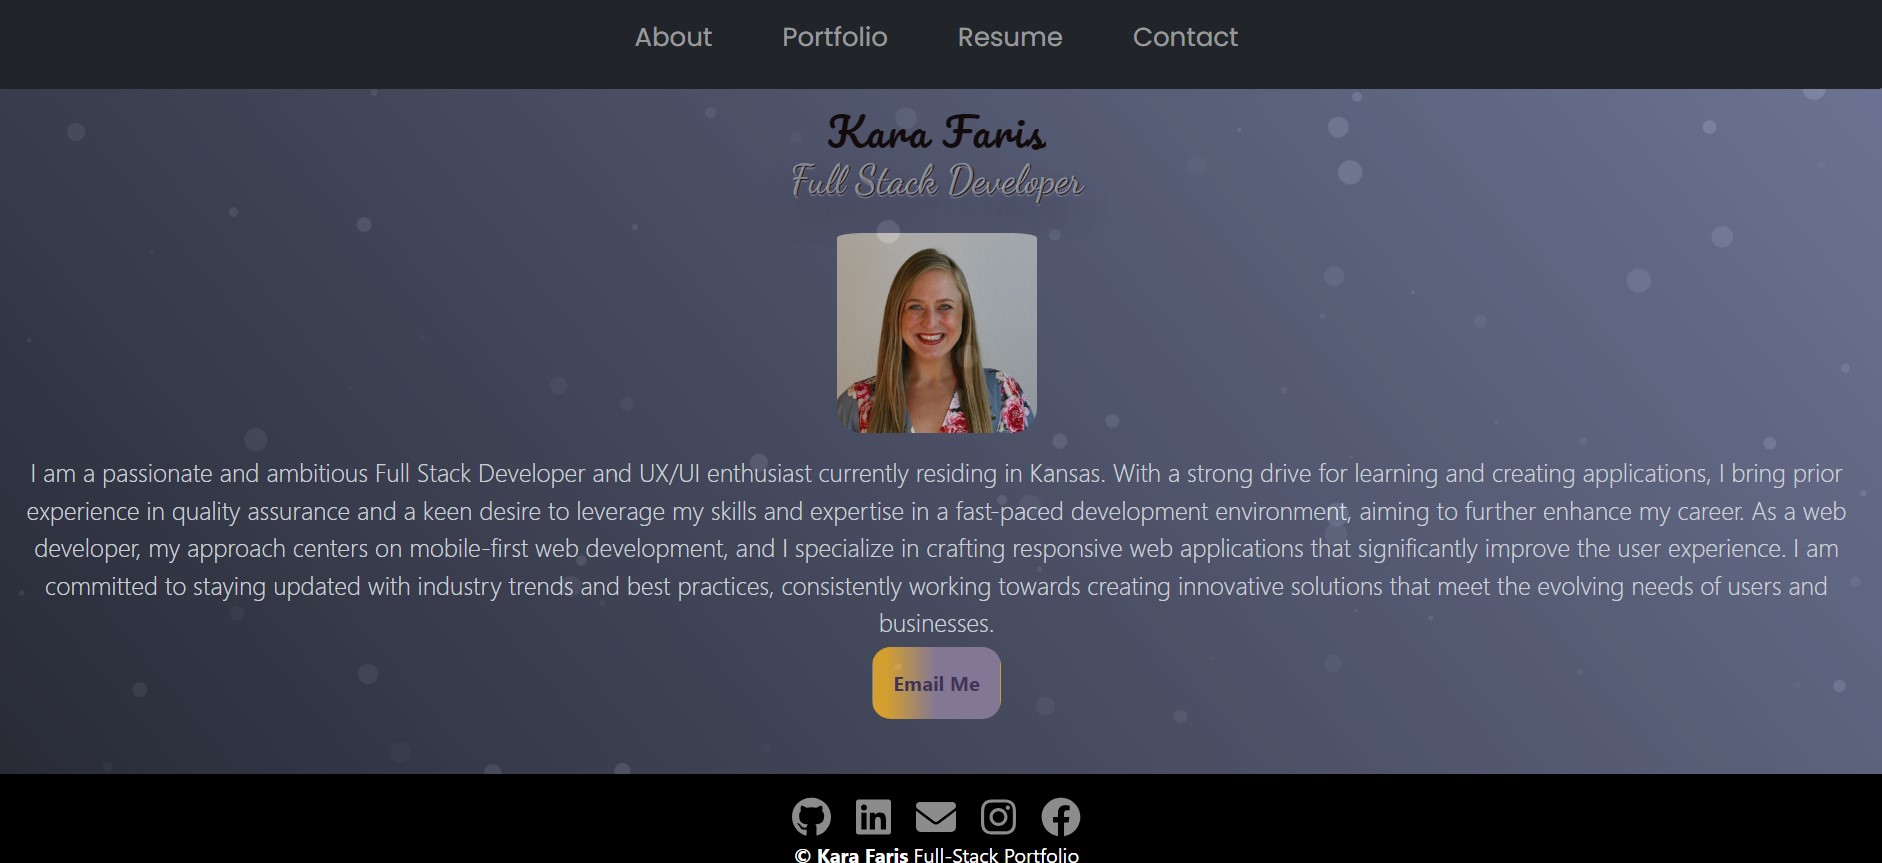 About Portfolio Resume Contact
Kara Faris
Full Stack Developer
I am a passionate and ambitious Full Stack Developer and UX/UI enthusiast currently residing in Kansas. With a strong drive for learning and creating applications, I bring prior
experience in quality assurance and a keen desire to leverage my skills and expertise in a fast-paced development environment, aiming to further enhance my career. As a web
developer, my approach centers on mobile-first web development, and I specialize in crafting responsive web applications that significantly improve the user experience. I am
committed to staying updated with industry trends and best practices, consistently working towards creating innovative solutions that meet the evolving needs of users and
businesses.
Email Me
© Kara Faris Full-Stack Portfolio